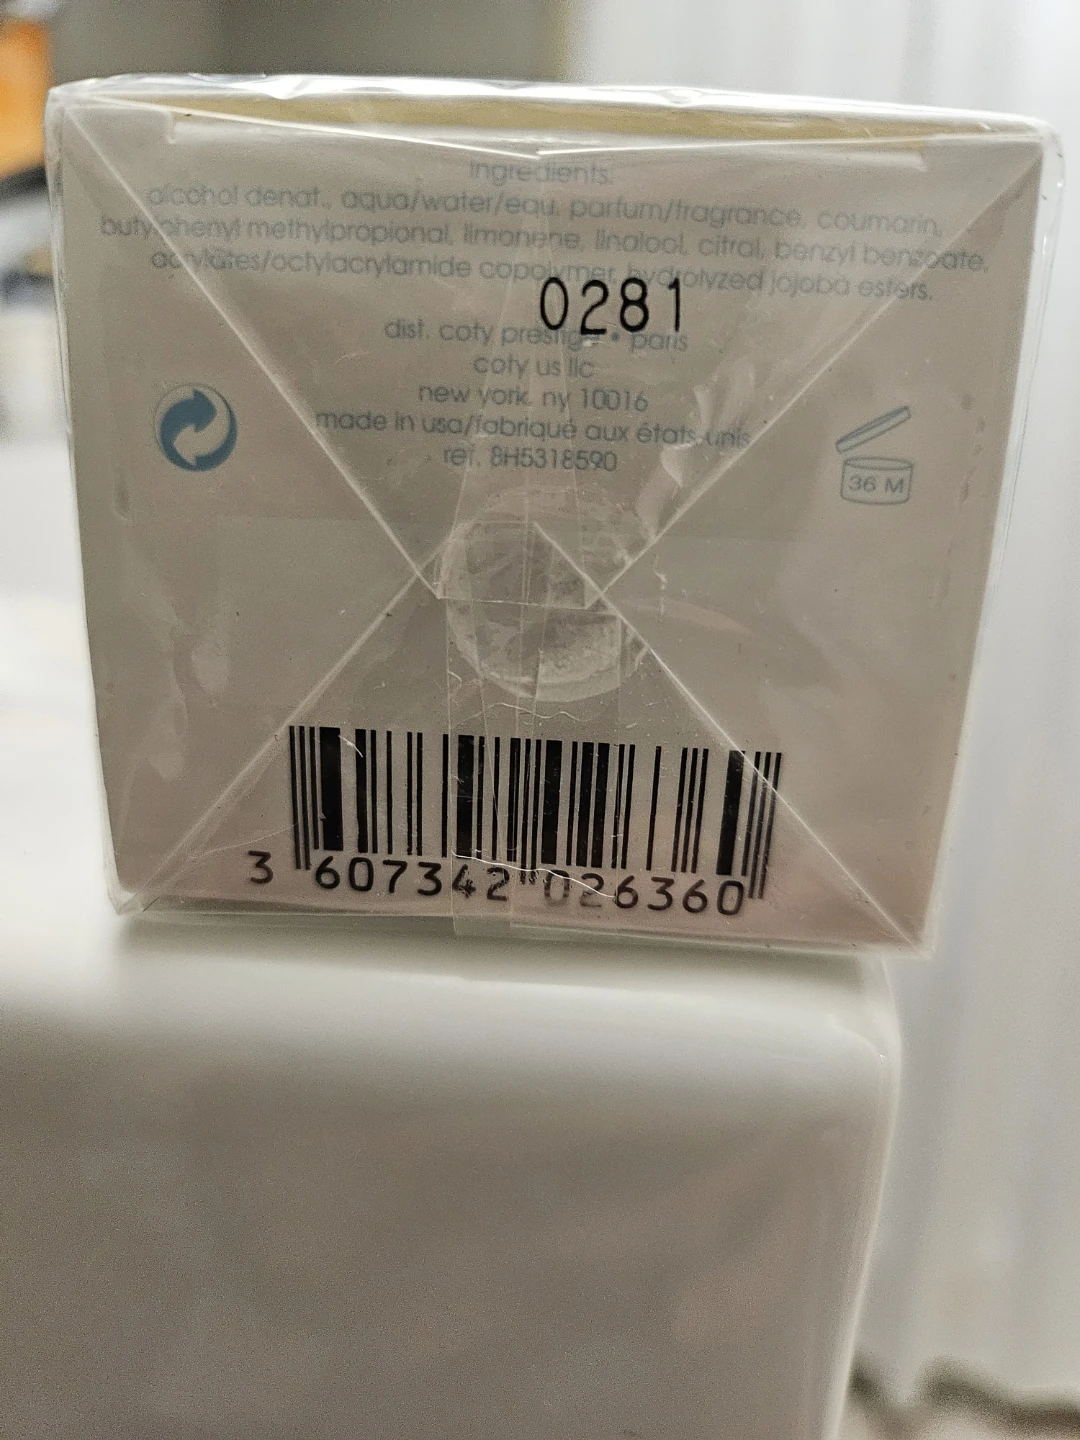 ingredients:
alcohol denat., aqua/water/eau, parfum/fragrance, coumarin,
butylphenyl methylpropional, limonene, linalool, citral, benzyl benzoate,
acrylates/octylacrylamide copolymer, hydrolyzed jojoba esters.
0281
dist. coty prestige • paris
coty us llc
new york, ny 10016
made in usa/fabriqué aux états-unis
ref. 8H5318590
36 M
3 607342 026360